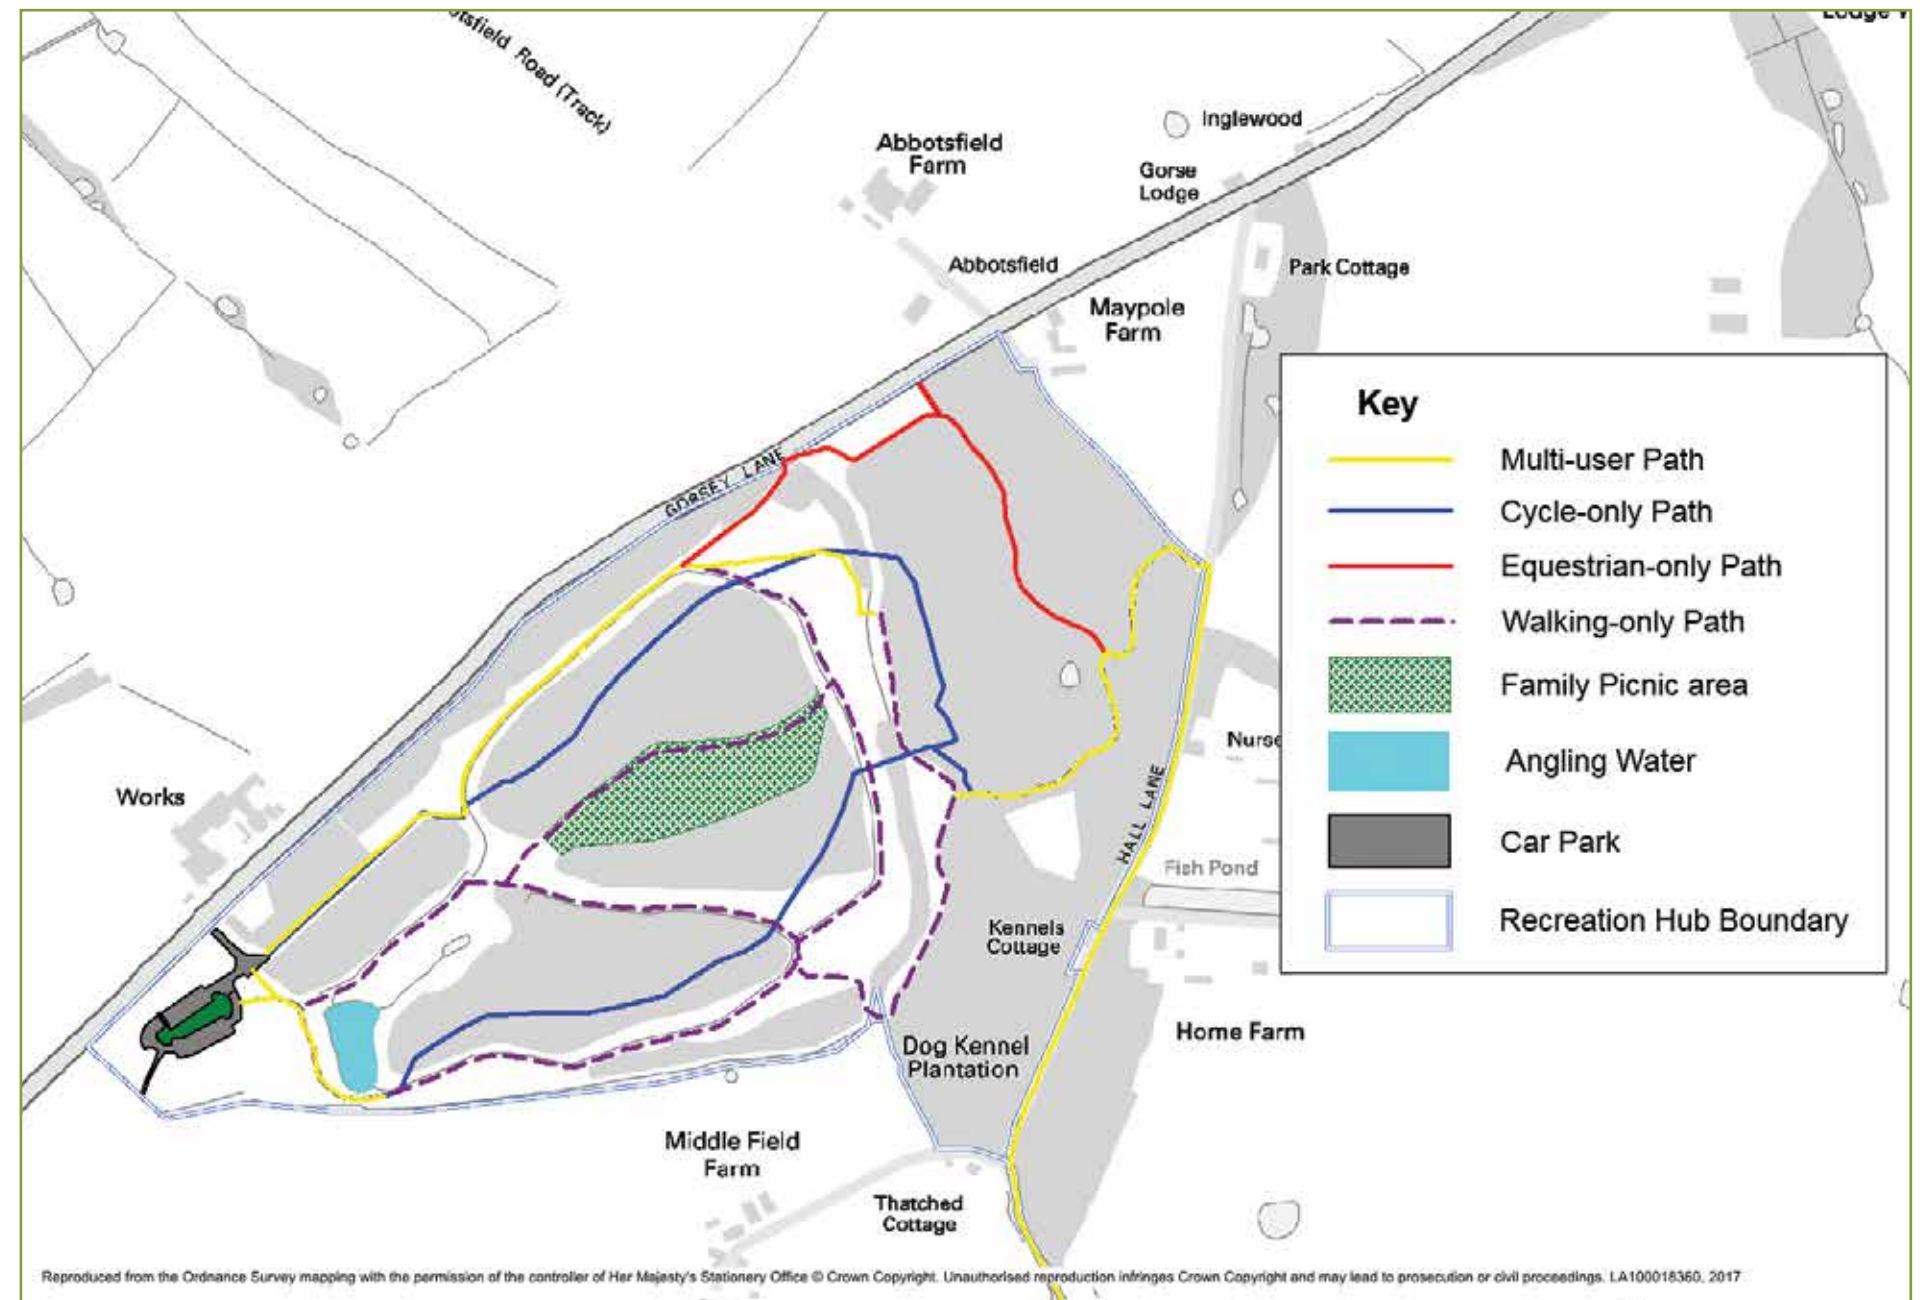 Road (Track)
Inglewood
Abbotsfield
Farm
Gorse
Lodge
Abbotsfield
Park Cottage
Maypole
Farm
GORSEY LANE
Works
HALL LANE
Fish Pond
Kennels
Cottage
Home Farm
Dog Kennel
Plantation
Middle Field
Farm
Thatched
Cottage
Key
Multi-user Path
Cycle-only Path
Equestrian-only Path
Walking-only Path
Family Picnic area
Angling Water
Car Park
Recreation Hub Boundary
Reproduced from the Ordnance Survey mapping with the permission of the controller of Her Majesty's Stationery Office © Crown Copyright. Unauthorised reproduction infringes Crown Copyright and may lead to prosecution or civil proceedings. LA100018360, 2017